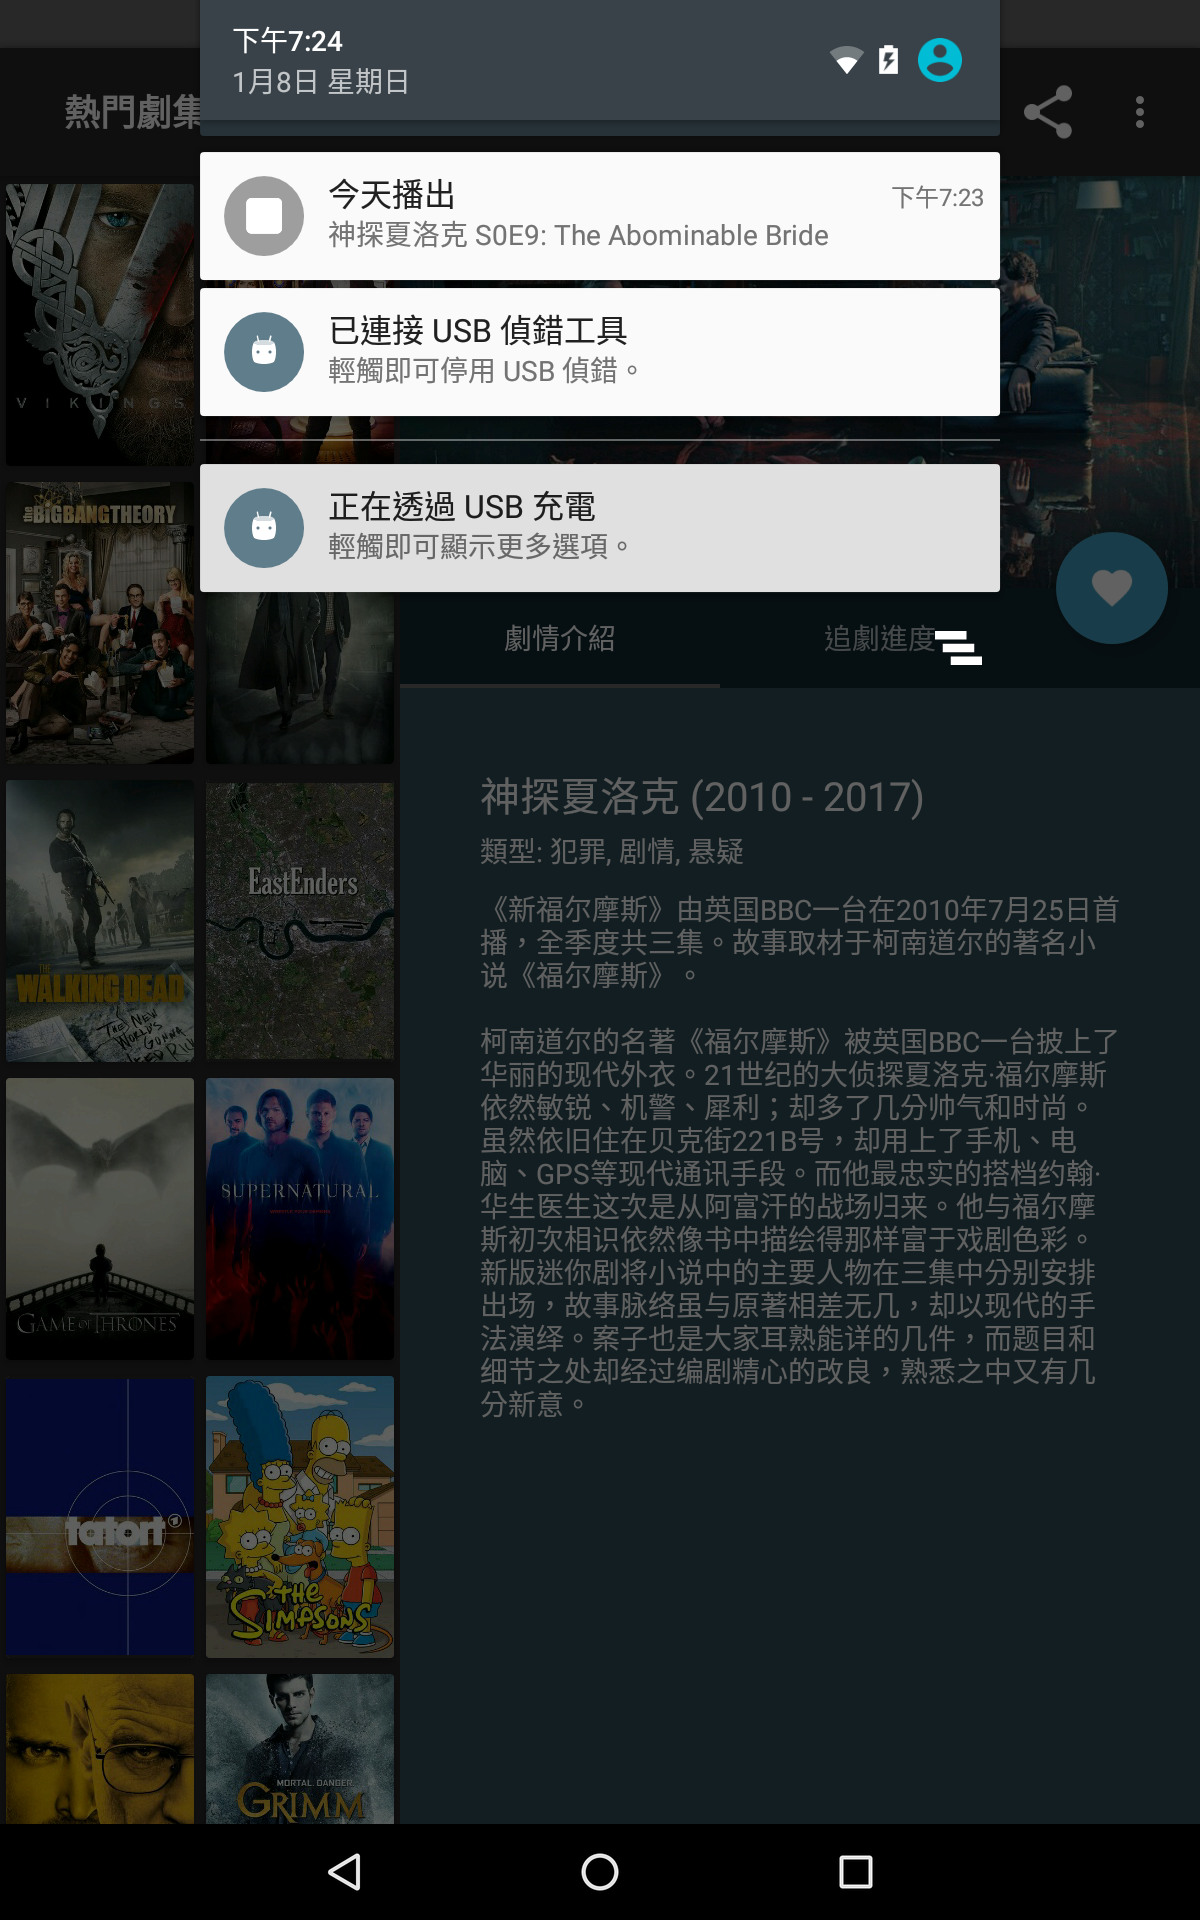 下午7:24
1月8日 星期日
熱門劇集
今天播出
下午7:23
神探夏洛克 S0E9: The Abominable Bride
已連接 USB 偵錯工具
輕觸即可停用 USB 偵錯。
正在透過 USB 充電
輕觸即可顯示更多選項。
劇情介紹
追劇進度
神探夏洛克 (2010 - 2017)
類型: 犯罪, 剧情, 悬疑
《新福尔摩斯》由英国BBC一台在2010年7月25日首
播，全季度共三集。故事取材于柯南道尔的著名小
说《福尔摩斯》。
柯南道尔的名著《福尔摩斯》被英国BBC一台披上了
华丽的现代外衣。21世纪的大侦探夏洛克·福尔摩斯
依然敏锐、机警、犀利；却多了几分帅气和时尚。
虽然依旧住在贝克街221B号，却用上了手机、电
脑、GPS等现代通讯手段。而他最忠实的搭档约翰·
华生医生这次是从阿富汗的战场归来。他与福尔摩
斯初次相识依然像书中描绘得那样富于戏剧色彩。
新版迷你剧将小说中的主要人物在三集中分别安排
出场，故事脉络虽与原著相差无几，却以现代的手
法演绎。案子也是大家耳熟能详的几件，而题目和
细节之处却经过编剧精心的改良，熟悉之中又有几
分新意。
VIKINGS
the BIG BANG THEORY
THE
WALKING DEAD
THE NEW
WORLD'S
GONNA
EastEnders
GAME OF THRONES
SUPERNATURAL
tatort
THE
SIMPSONS
MORTAL DANGER
GRIMM